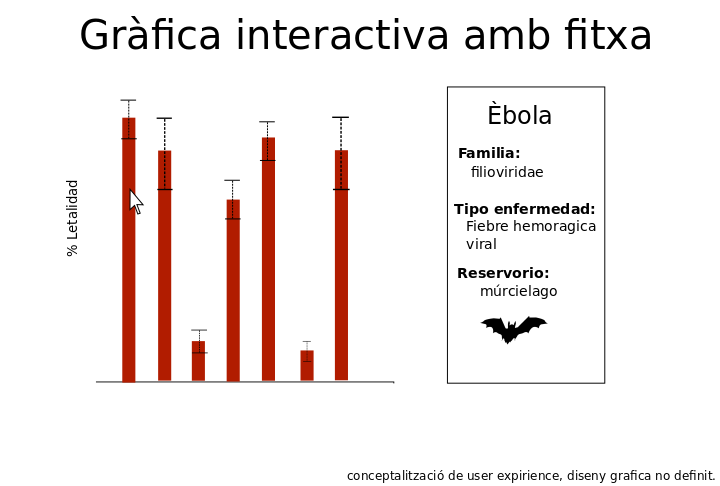 Gràfica interactiva amb fitxa
% Letalidad
Èbola
Familia:
filioviridae
Tipo enfermedad:
Fiebre hemoragica
viral
Reservorio:
múrcielago
conceptalització de user expirience, diseny grafica no definit.